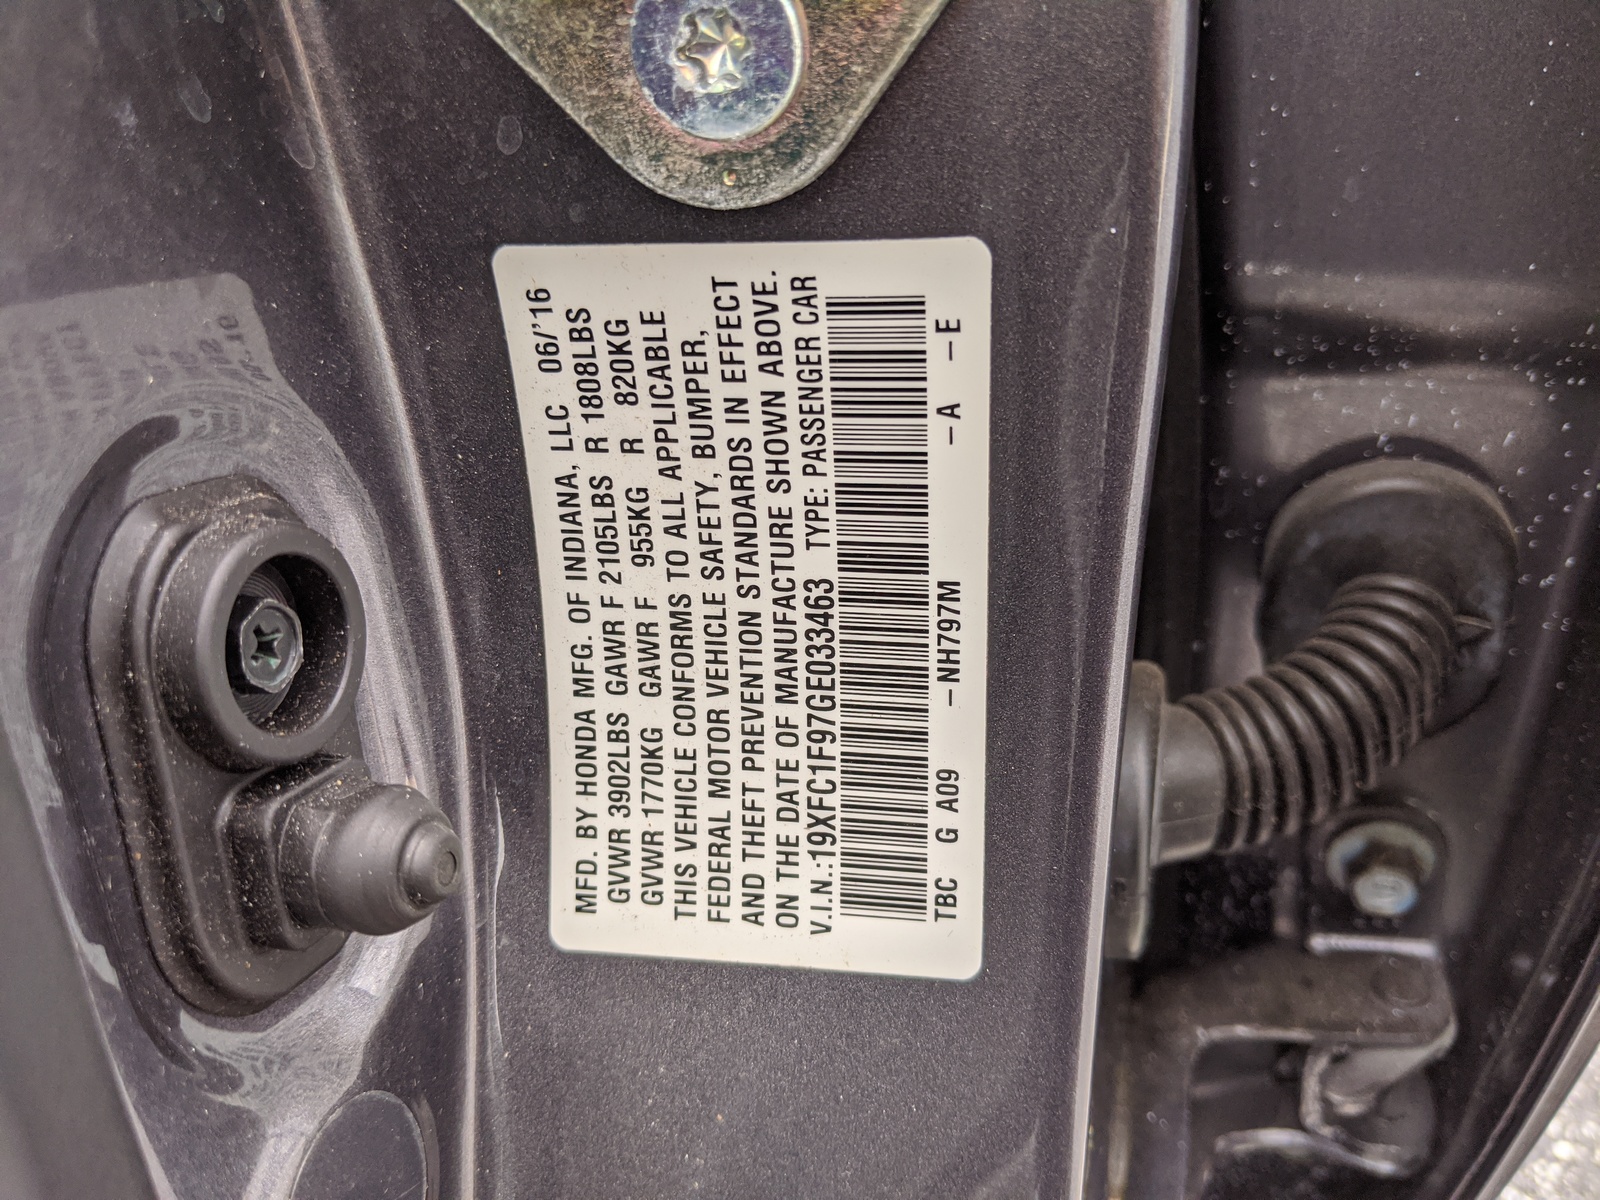 MFD. BY HONDA MFG. OF INDIANA, LLC 06/'16
GVWR 3902LBS GAWR F 2105LBS R 1808LBS
GVWR 1770KG GAWR F 955KG R 820KG
THIS VEHICLE CONFORMS TO ALL APPLICABLE
FEDERAL MOTOR VEHICLE SAFETY, BUMPER,
AND THEFT PREVENTION STANDARDS IN EFFECT
ON THE DATE OF MANUFACTURE SHOWN ABOVE.
V.I.N.:19XFC1F97GE033463 TYPE: PASSENGER CAR
TBC G A09 –NH797M –A –E